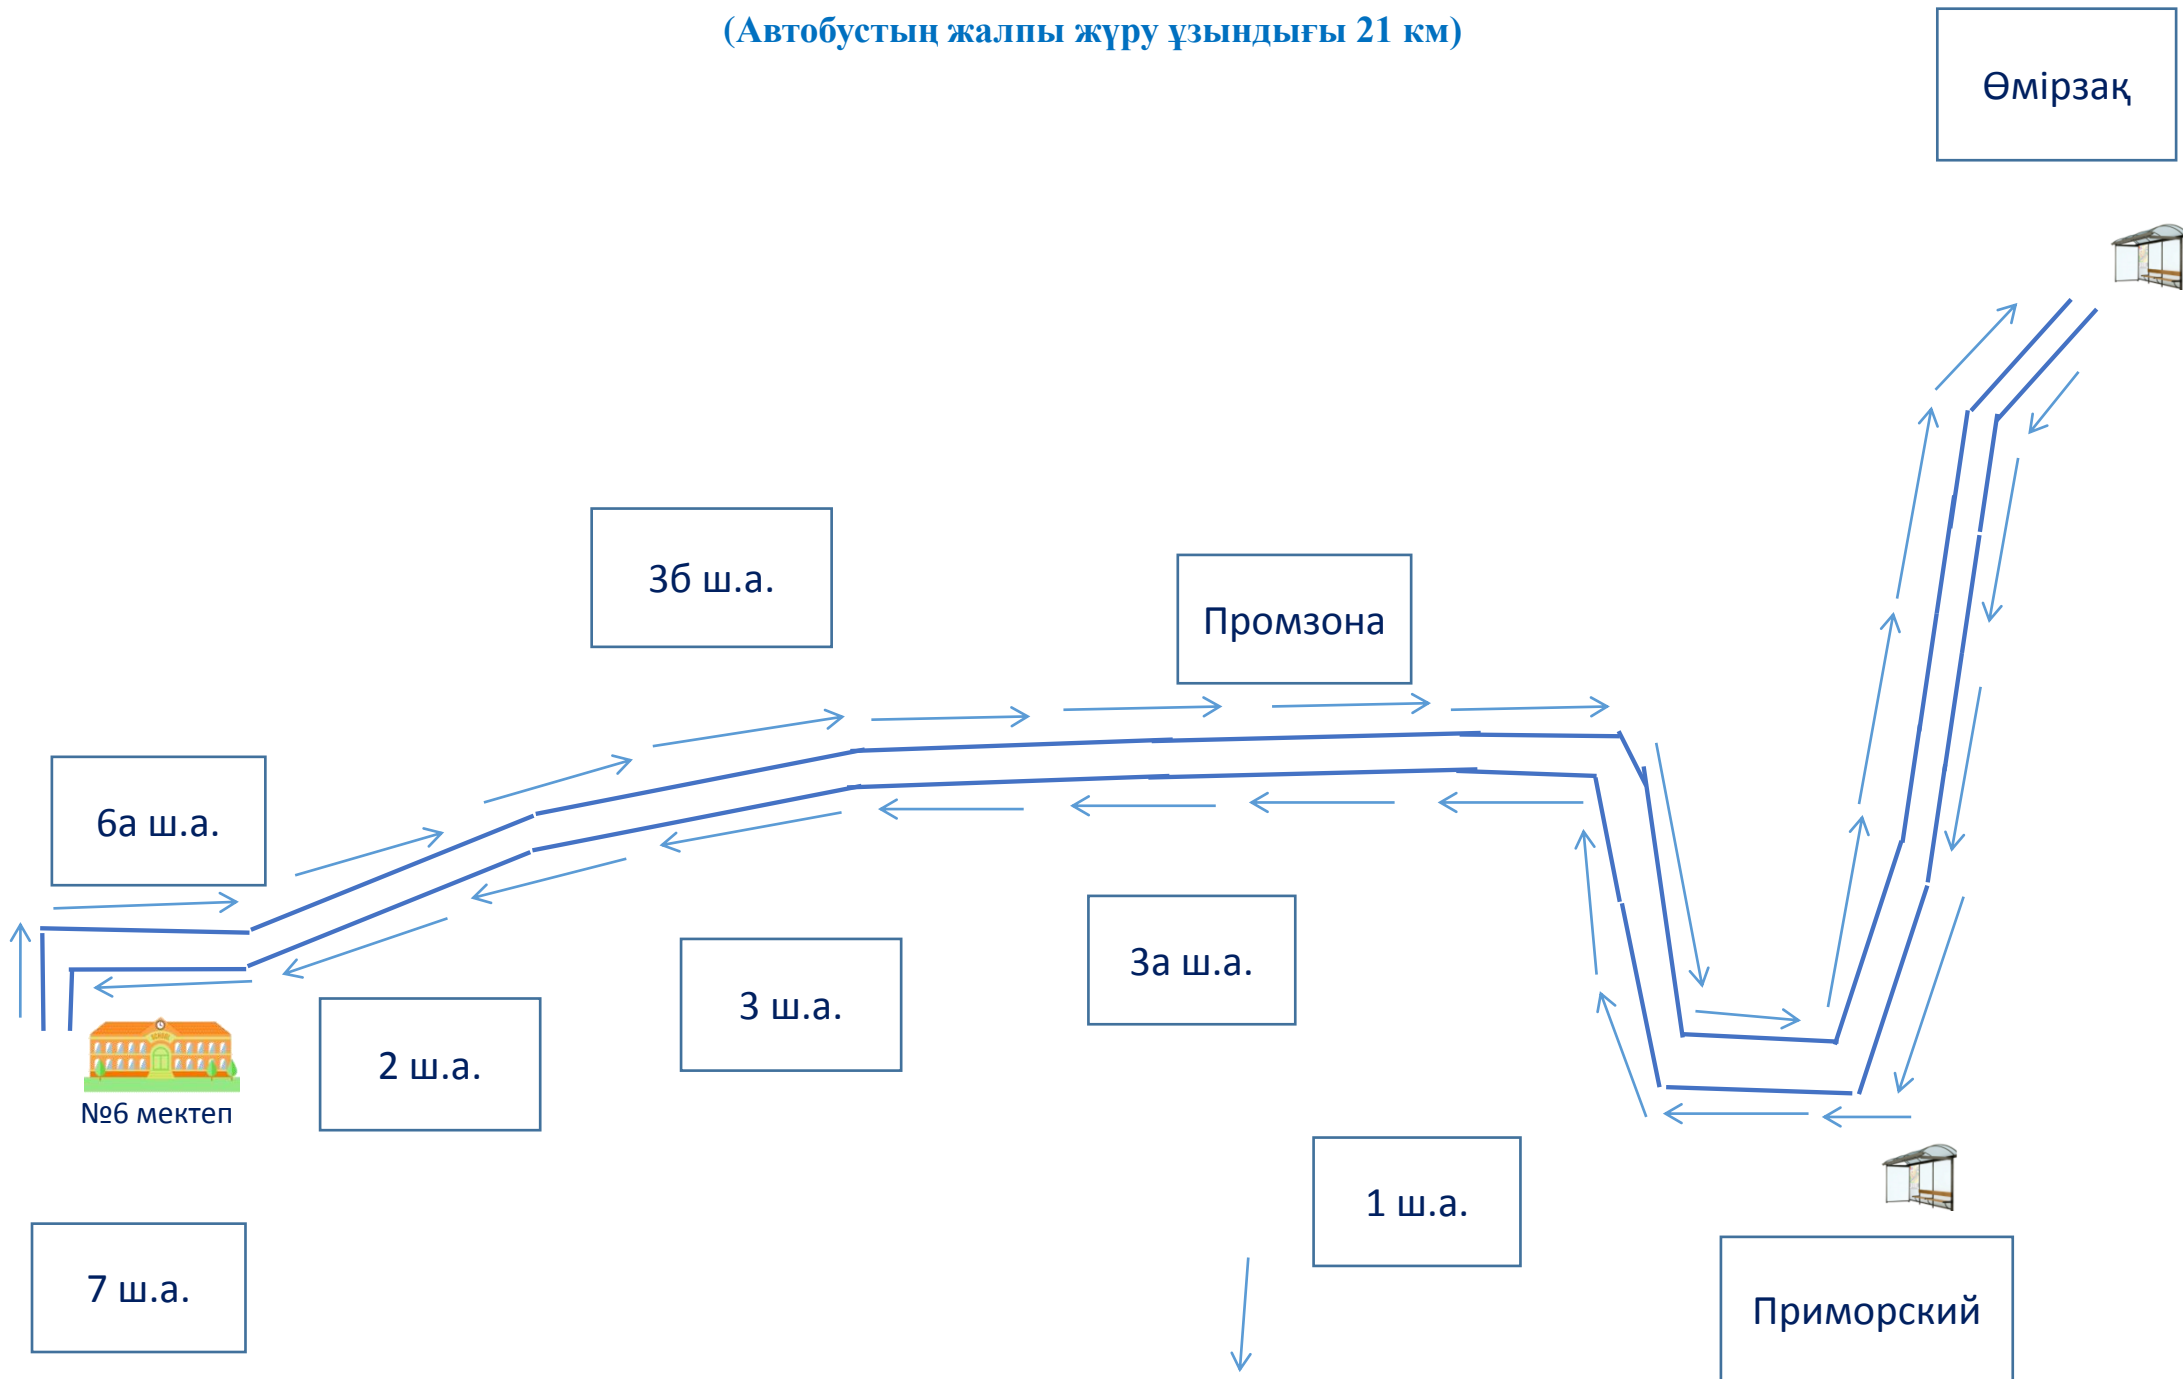 (Автобустың жалпы жүру ұзындығы 21 км)
Өмірзақ
3б ш.а.
Промзона
6а ш.а.
3 ш.а.
3а ш.а.
2 ш.а.
№6 мектеп
1 ш.а.
7 ш.а.
Приморский